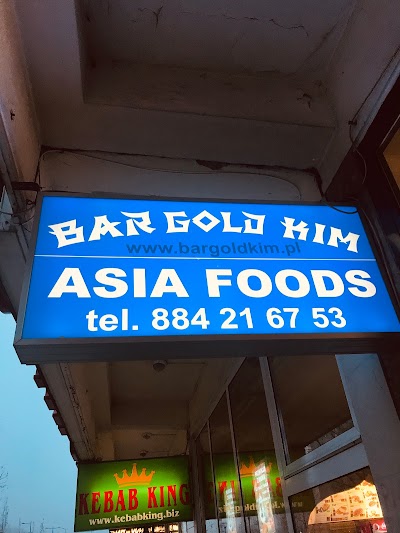 BAR GOLD KIM
www.bargoldkim.pl
ASIA FOODS
tel. 884 21 67 53
KEBAB KING
www.kebabking.biz